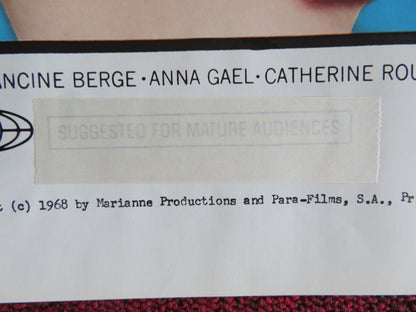 ANCINE BERGE · ANNA GAEL · CATHERINE ROU
SUGGESTED FOR MATURE AUDIENCES
t (c) 1968 by Marianne Productions and Para-Films, S.A., Pr